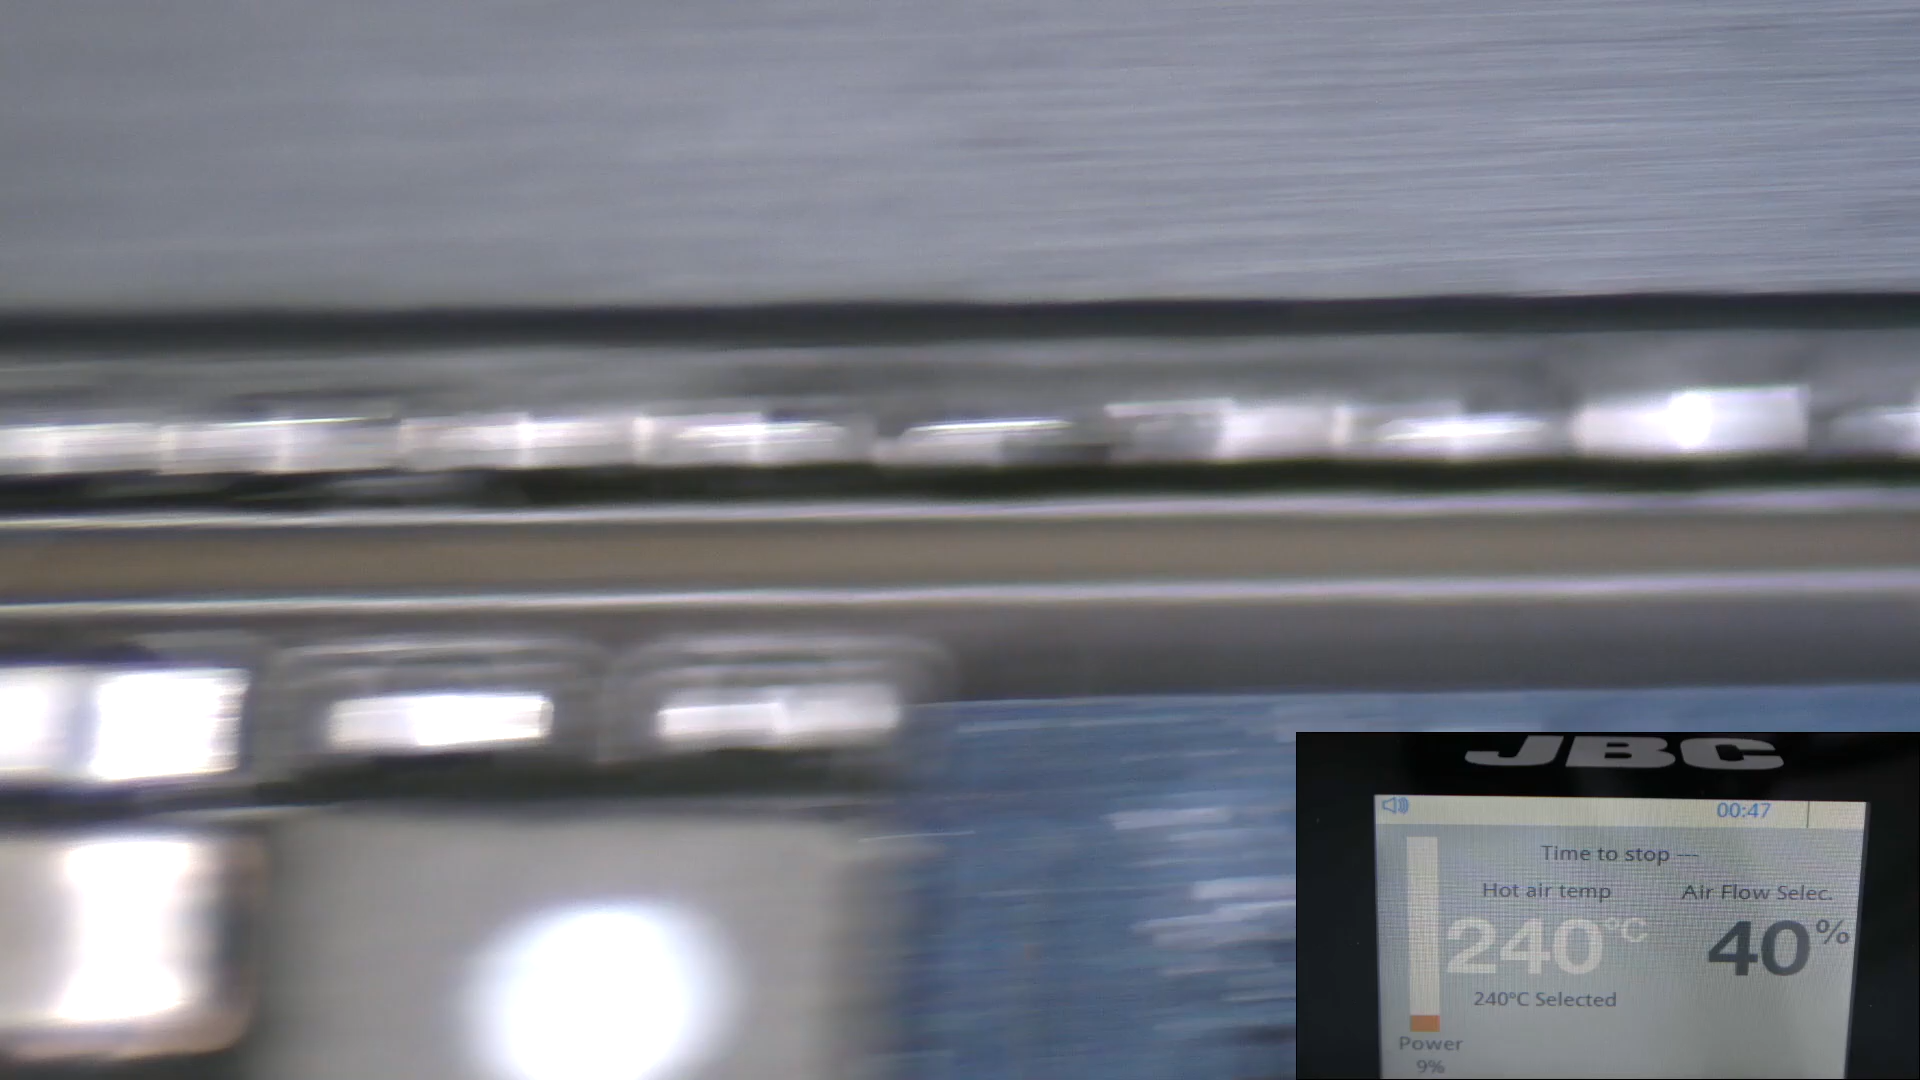 JBC
00:47
Time to stop ---
Hot air temp
Air Flow Selec.
240°C
40%
240°C Selected
Power
9%